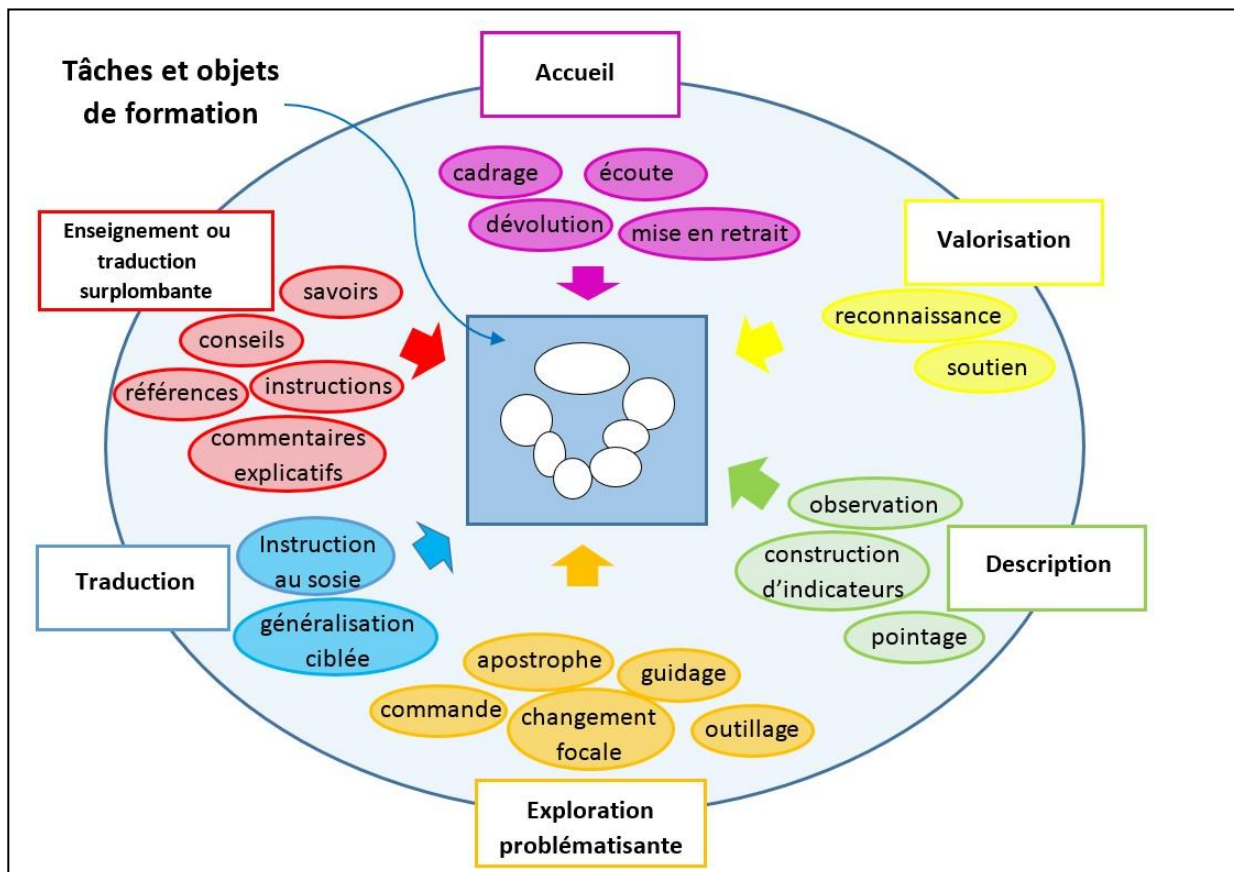 Tâches et objets
de formation
Accueil
cadrage
écoute
dévolution
mise en retrait
Enseignement ou
traduction
surplombante
savoirs
conseils
références
instructions
commentaires
explicatifs
Valorisation
reconnaissance
soutien
Traduction
Instruction
au sosie
généralisation
ciblée
observation
construction
d'indicateurs
pointage
Description
apostrophe
guidage
commande
changement
focale
outillage
Exploration
problématisante